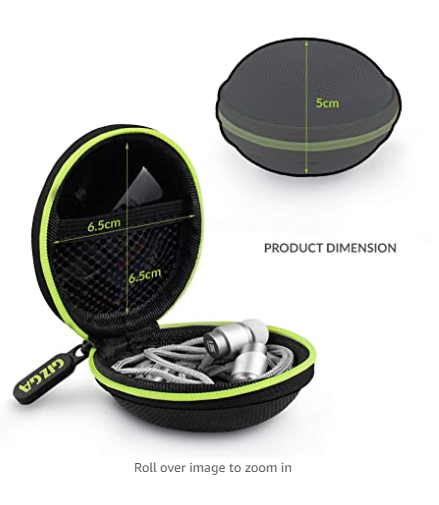 5cm
6.5cm
PRODUCT DIMENSION
6.5cm
GIZGA
Roll over image to zoom in